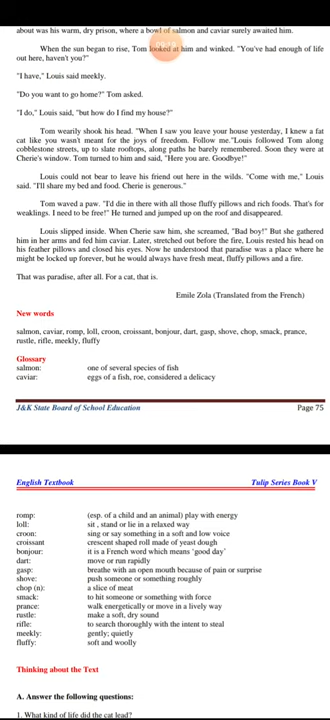 about was his warm, dry prison, where a bowl of salmon and caviar surely awaited him.
When the sun began to rise, Tom looked at him and winked. "You've had enough of life
out here, haven't you?"
"I have," Louis said meekly.
"Do you want to go home?" Tom asked.
"I do," Louis said, "but how do I find my house?"
Tom wearily shook his head. "When I saw you leave your house yesterday, I knew a fat
cat like you wasn't meant for the joys of freedom. Follow me."Louis followed Tom along
cobblestone streets, up to slate rooftops, along paths he barely remembered. Soon they were at
Cherie's window. Tom turned to him and said, "Here you are. Goodbye!"
Louis could not bear to leave his friend out here in the wilds. "Come with me," Louis
said. "I'll share my bed and food. Cherie is generous."
Tom waved a paw. "I'd die in there with all those fluffy pillows and rich foods. That's for
weaklings. I need to be free!" He turned and jumped up on the roof and disappeared.
Louis slipped inside. When Cherie saw him, she screamed, "Bad boy!" But she gathered
him in her arms and fed him caviar. Later, stretched out before the fire, Louis rested his head on
his feather pillows and closed his eyes. Now he understood that paradise was a place where he
might be locked up forever, but he would always have fresh meat, fluffy pillows and a fire.
That was paradise, after all. For a cat, that is.
Emile Zola (Translated from the French)
New words
salmon, caviar, romp, loll, croon, croissant, bonjour, dart, gasp, shove, chop, smack, prance,
rustle, rifle, meekly, fluffy
Glossary
salmon: one of several species of fish
caviar: eggs of a fish, roe, considered a delicacy
J&K State Board of School Education Page 75
English Textbook Tulip Series Book V
romp: (esp. of a child and an animal) play with energy
loll: sit , stand or lie in a relaxed way
croon: sing or say something in a soft and low voice
croissant crescent shaped roll made of yeast dough
bonjour: it is a French word which means 'good day'
dart: move or run rapidly
gasp: breathe with an open mouth because of pain or surprise
shove: push someone or something roughly
chop (n): a slice of meat
smack: to hit someone or something with force
prance: walk energetically or move in a lively way
rustle: make a soft, dry sound
rifle: to search thoroughly with the intent to steal
meekly: gently; quietly
fluffy: soft and woolly
Thinking about the Text
A. Answer the following questions:
1. What kind of life did the cat lead?